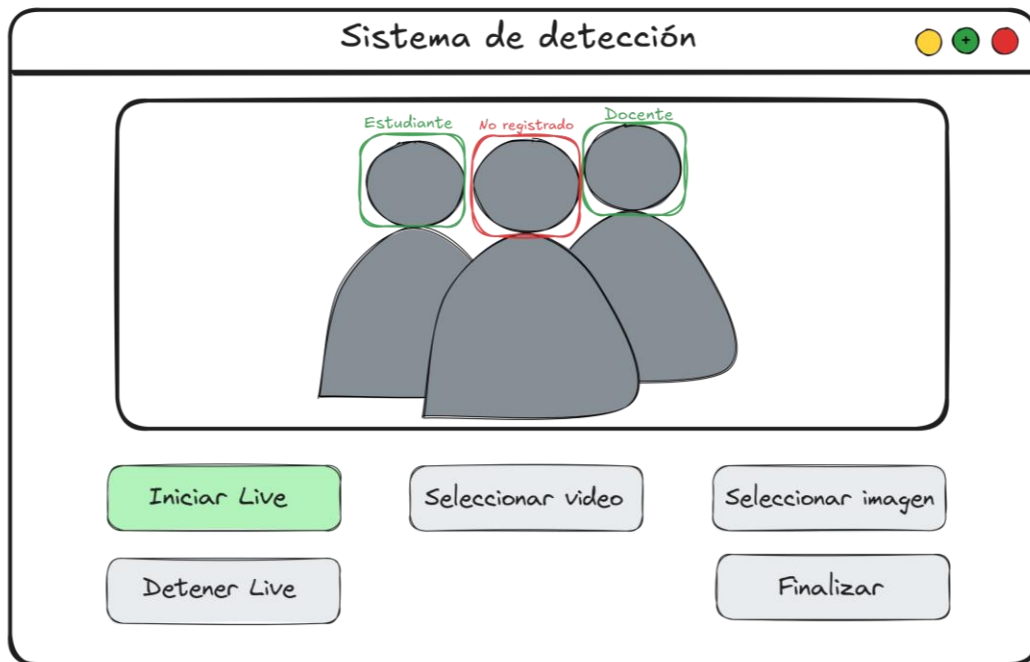 Sistema de detección
+
Estudiante
No registrado
Docente
Iniciar Live
Seleccionar video
Seleccionar imagen
Detener Live
Finalizar